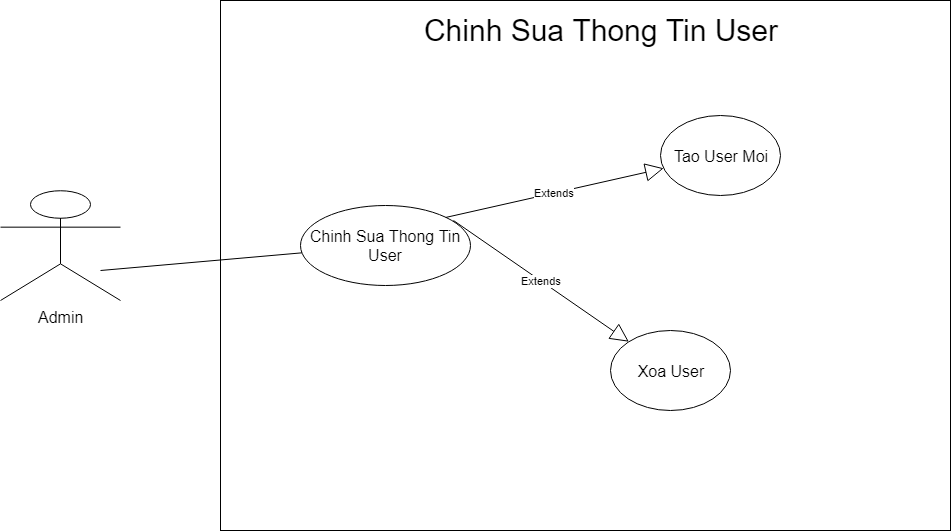 Chinh Sua Thong Tin User
Tao User Moi
Extends
Chinh Sua Thong Tin
User
Extends
Admin
Xoa User